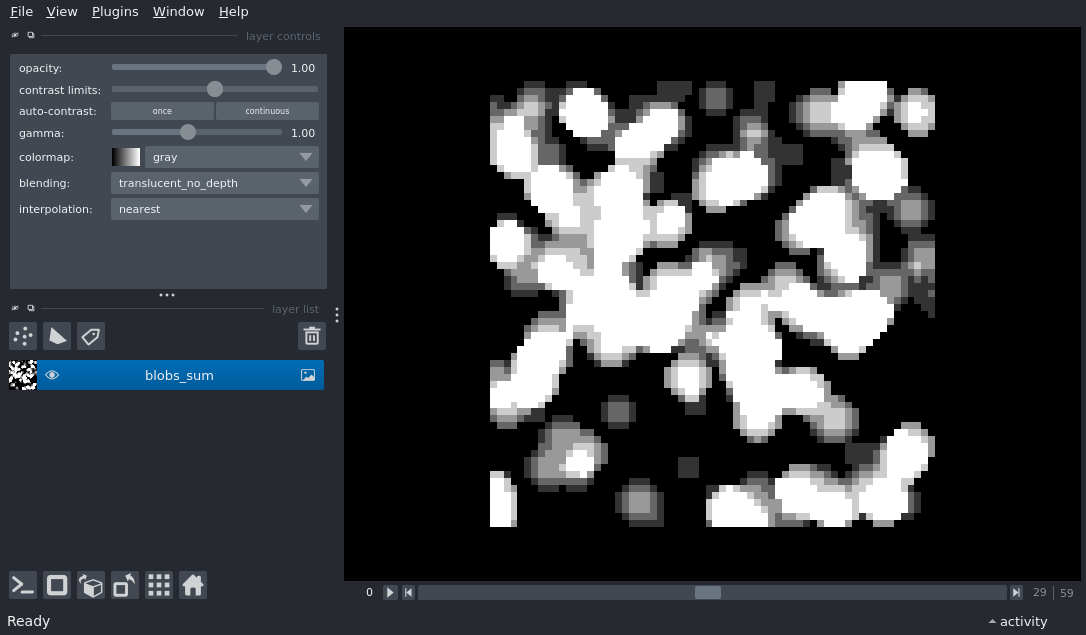 File View Plugins Window Help
layer controls
opacity: 1.00
contrast limits:
auto-contrast: once continuous
gamma: 1.00
colormap: gray
blending: translucent_no_depth
interpolation: nearest
layer list
blobs_sum
0 29 59
Ready activity